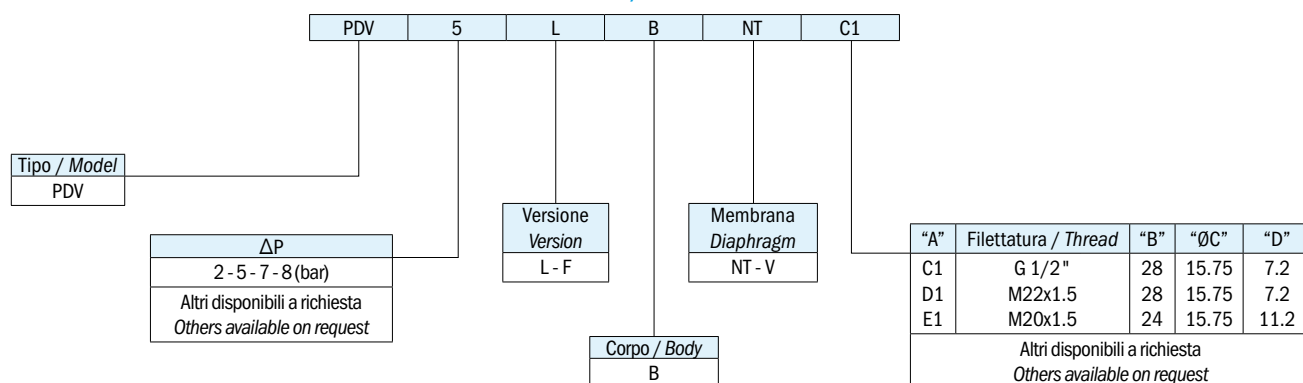 PDV 5 L B NT C1
Tipo / Model
PDV
ΔP
2 - 5 - 7 - 8 (bar)
Altri disponibili a richiesta
Others available on request
Versione
Version
L - F
Corpo / Body
B
Membrana
Diaphragm
NT - V
“A” Filettatura / Thread “B” “ØC” “D”
C1 G 1/2" 28 15.75 7.2
D1 M22x1.5 28 15.75 7.2
E1 M20x1.5 24 15.75 11.2
Altri disponibili a richiesta
Others available on request